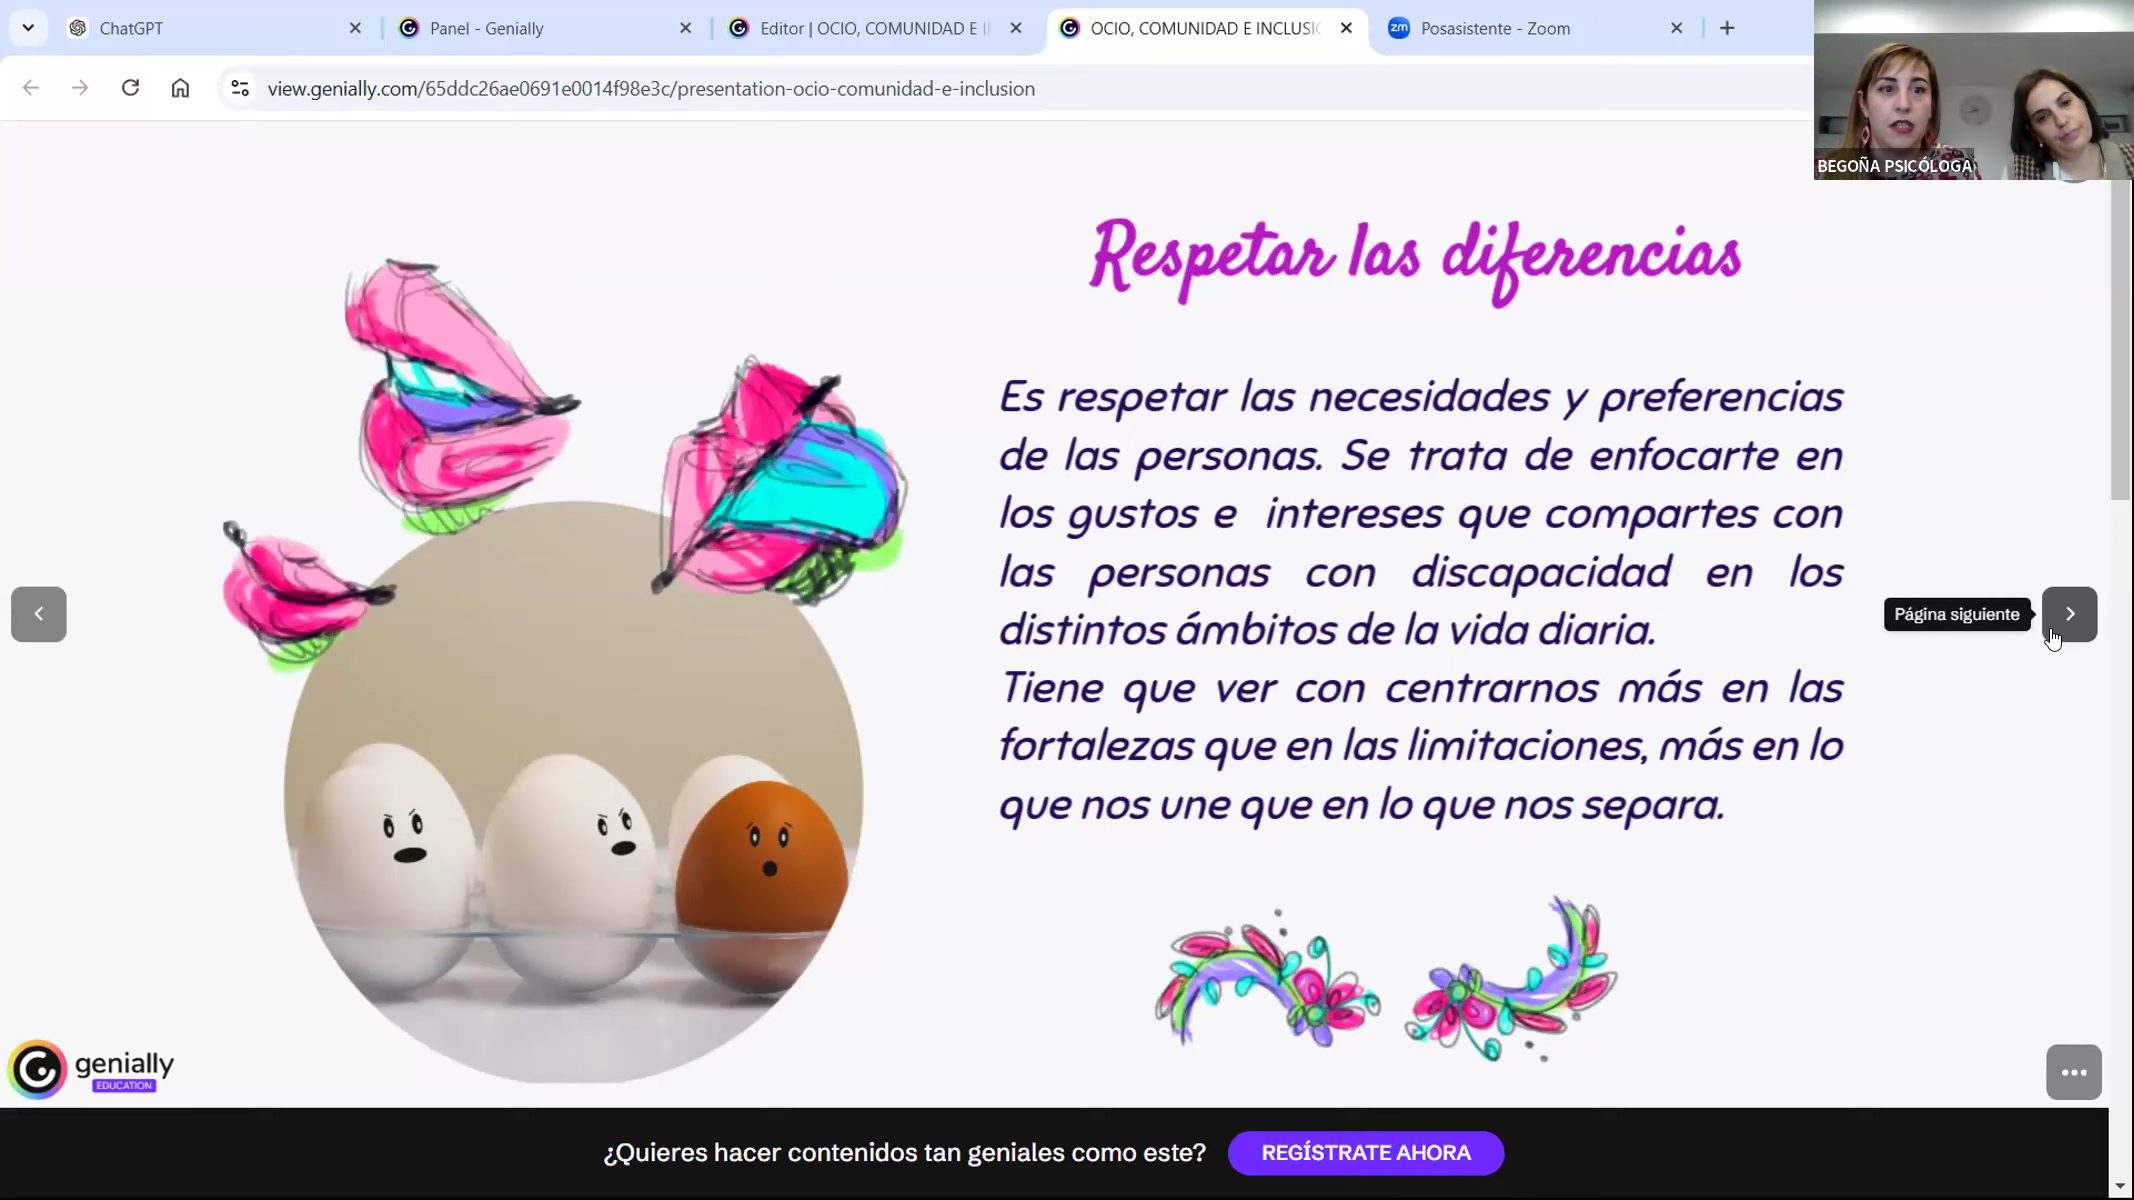 ChatGPT
Panel - Genially
Editor | OCIO, COMUNIDAD E I
OCIO, COMUNIDAD E INCLUSI
zm
Posasistente - Zoom
view.genially.com/65ddc26ae0691e0014f98e3c/presentation-ocio-comunidad-e-inclusion
BEGOÑA PSICÓLOGA
Respetar las diferencias
Es respetar las necesidades y preferencias
de las personas. Se trata de enfocarte en
los gustos e intereses que compartes con
las personas con discapacidad en los
distintos ámbitos de la vida diaria.
Tiene que ver con centrarnos más en las
fortalezas que en las limitaciones, más en lo
que nos une que en lo que nos separa.
Página siguiente
genially
EDUCATION
¿Quieres hacer contenidos tan geniales como este?
REGÍSTRATE AHORA